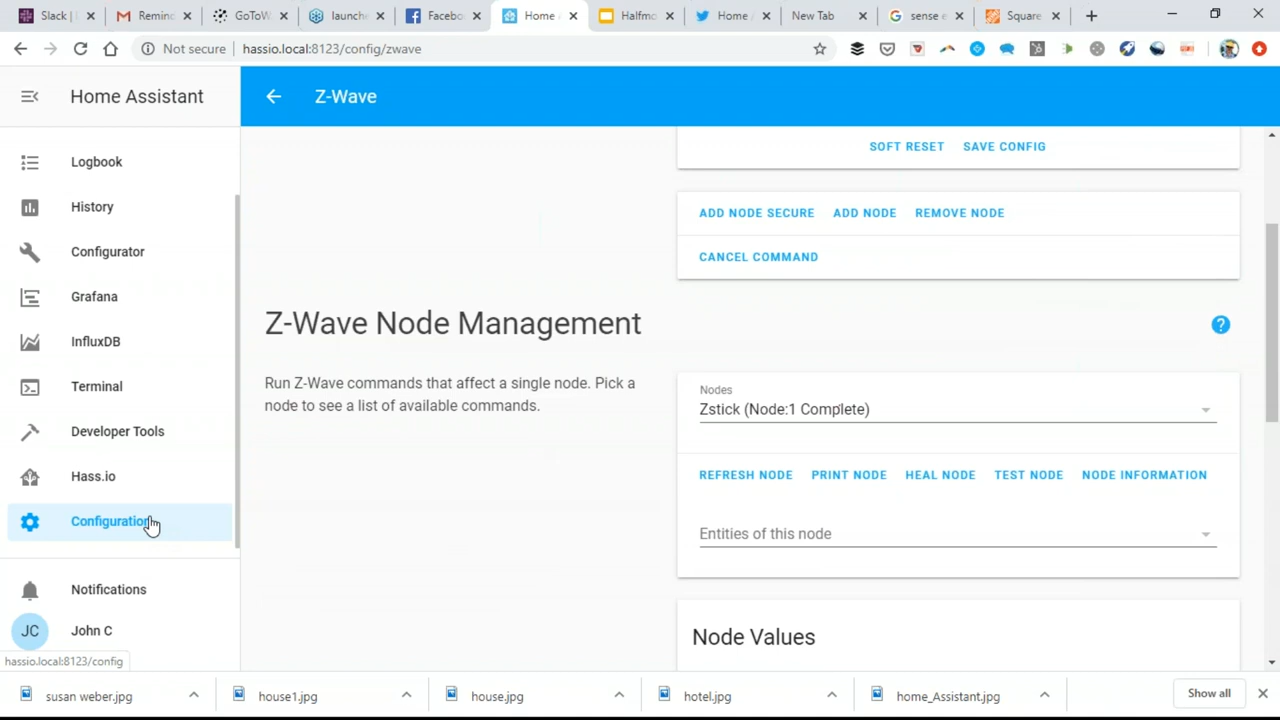 Slack |
Remind
GoToW
launche
Facebo
Home
Halfmo
Home /
New Tab
sense e
Square
Not secure
hassio.local:8123/config/zwave
Home Assistant
Z-Wave
Logbook
History
Configurator
Grafana
InfluxDB
Terminal
Developer Tools
Hass.io
Configuration
Notifications
JC
John C
hassio.local:8123/config
SOFT RESET SAVE CONFIG
ADD NODE SECURE ADD NODE REMOVE NODE
CANCEL COMMAND
Z-Wave Node Management
?
Run Z-Wave commands that affect a single node. Pick a
node to see a list of available commands.
Nodes
Zstick (Node:1 Complete)
REFRESH NODE PRINT NODE HEAL NODE TEST NODE NODE INFORMATION
Entities of this node
Node Values
susan weber.jpg
house1.jpg
house.jpg
hotel.jpg
home_Assistant.jpg
Show all